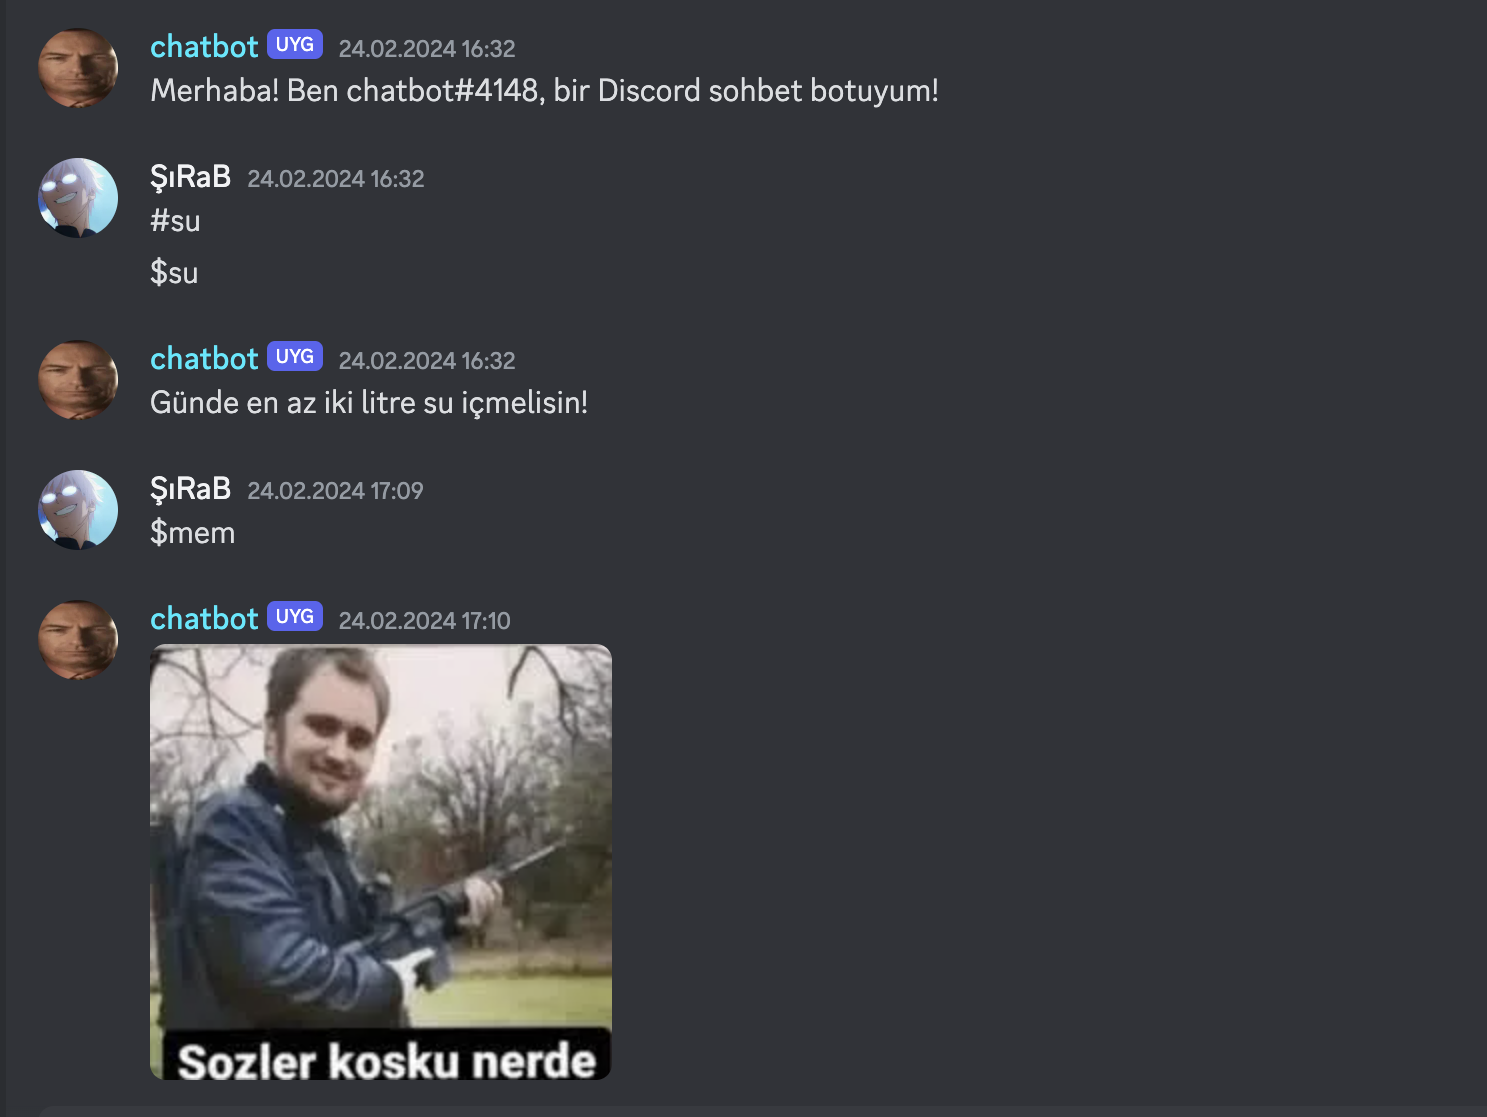 chatbot UYG 24.02.2024 16:32
Merhaba! Ben chatbot#4148, bir Discord sohbet botuyum!
ŞıRaB 24.02.2024 16:32
#su
$su
chatbot UYG 24.02.2024 16:32
Günde en az iki litre su içmelisin!
ŞıRaB 24.02.2024 17:09
$mem
chatbot UYG 24.02.2024 17:10
Sozler kosku nerde